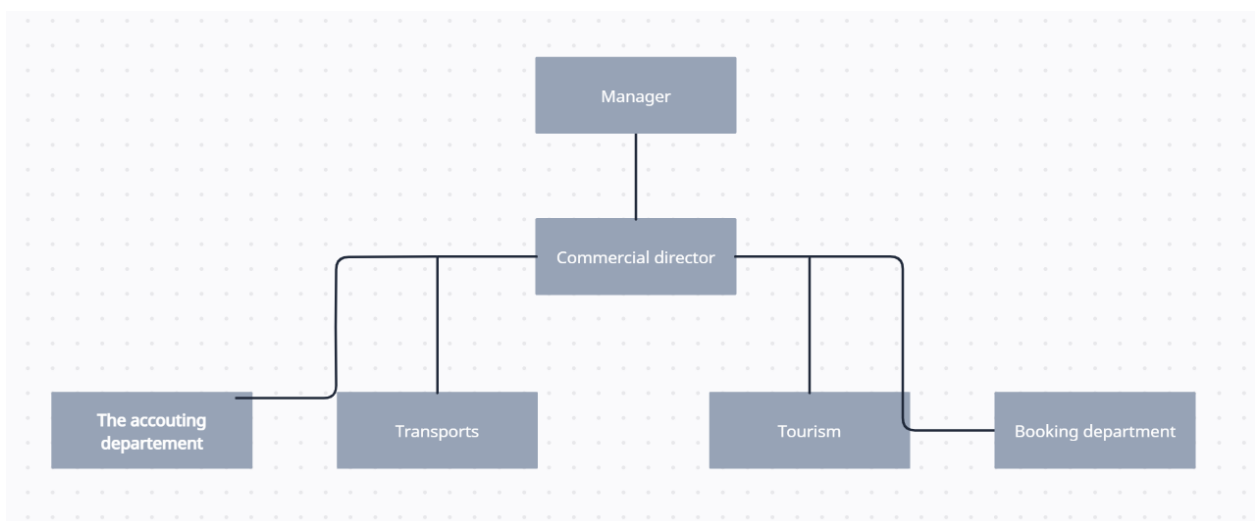 Manager
Commercial director
The accouting
departement
Transports
Tourism
Booking department